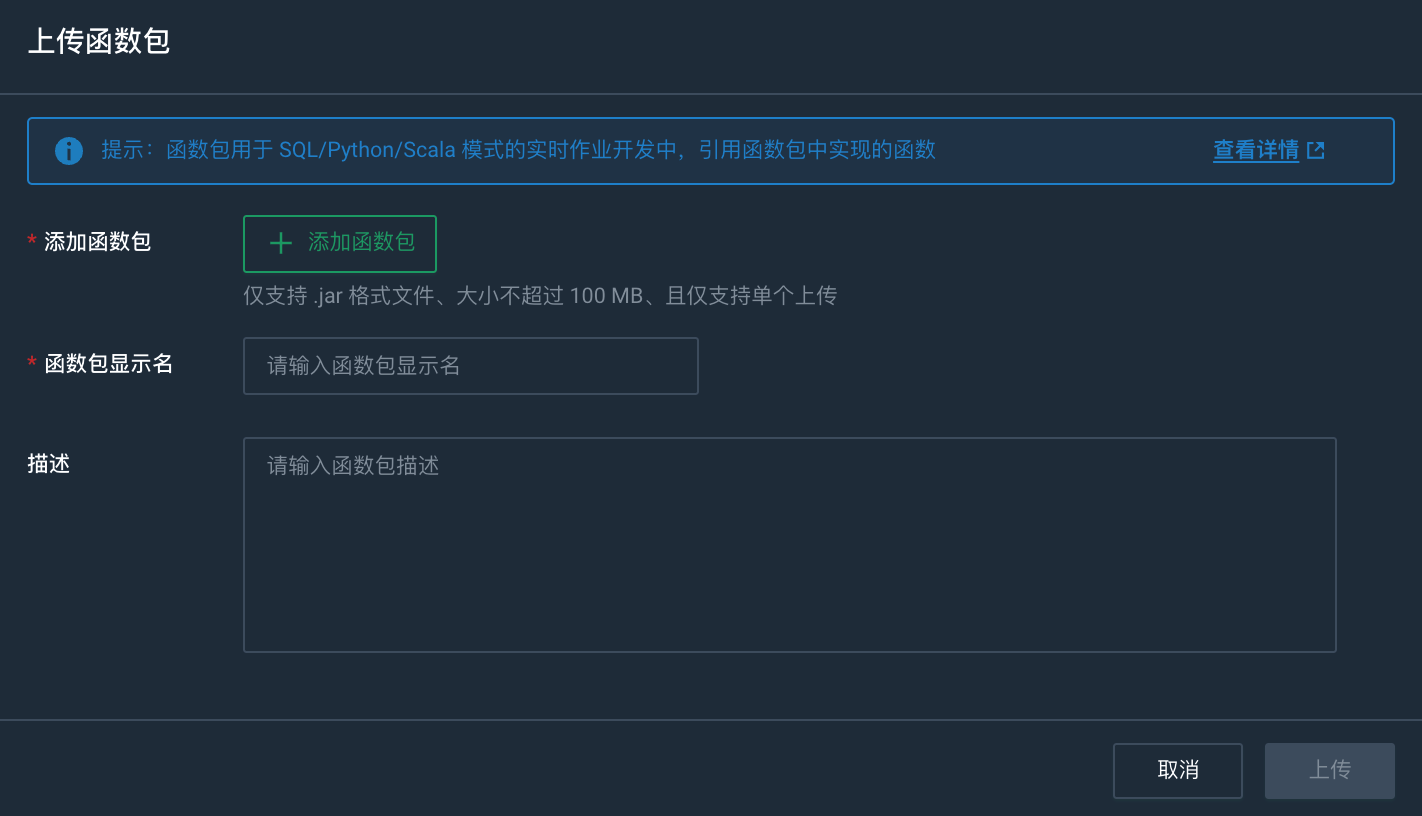 上传函数包
提示：函数包用于 SQL/Python/Scala 模式的实时作业开发中，引用函数包中实现的函数 查看详情
* 添加函数包 添加函数包
仅支持 .jar 格式文件、大小不超过 100 MB、且仅支持单个上传
* 函数包显示名 请输入函数包显示名
描述 请输入函数包描述
取消 上传